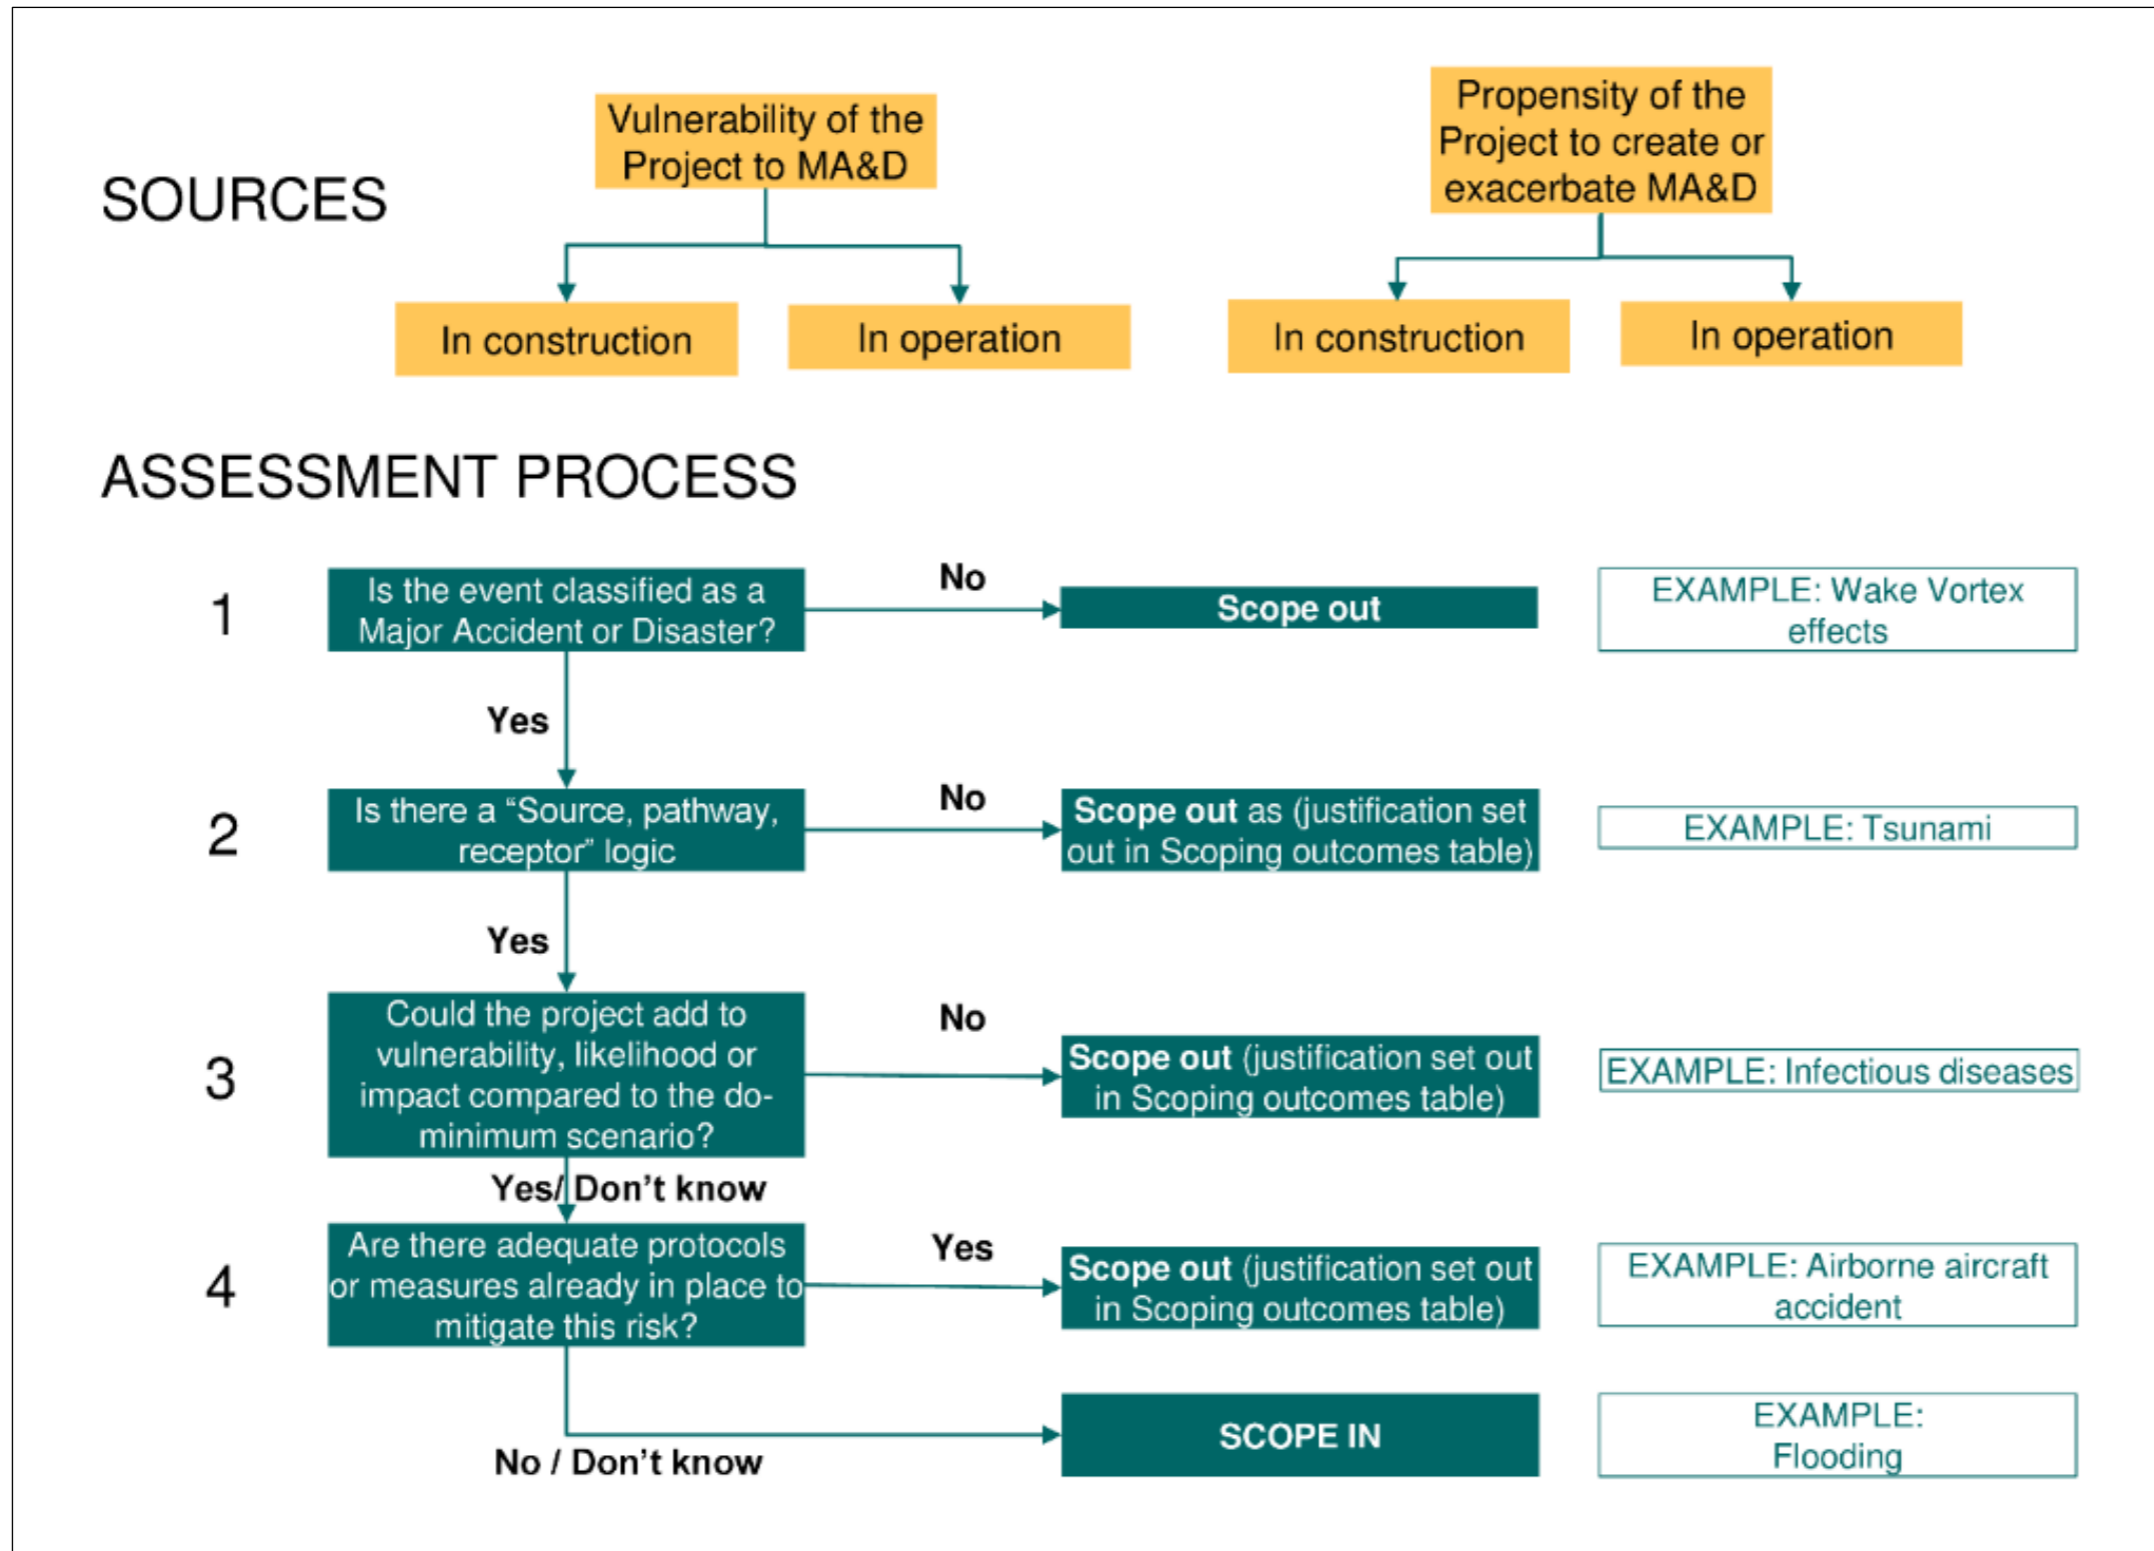 Vulnerability of the
Project to MA&D
Propensity of the
Project to create or
exacerbate MA&D
SOURCES
In construction
In operation
In construction
In operation
ASSESSMENT PROCESS
1
Is the event classified as a
Major Accident or Disaster?
No
Scope out
EXAMPLE: Wake Vortex
effects
Yes
2
Is there a “Source, pathway,
receptor” logic
No
Scope out as (justification set
out in Scoping outcomes table)
EXAMPLE: Tsunami
Yes
3
Could the project add to
vulnerability, likelihood or
impact compared to the do-
minimum scenario?
No
Scope out (justification set out
in Scoping outcomes table)
EXAMPLE: Infectious diseases
Yes/ Don’t know
4
Are there adequate protocols
or measures already in place to
mitigate this risk?
Yes
Scope out (justification set out
in Scoping outcomes table)
EXAMPLE: Airborne aircraft
accident
No / Don’t know
SCOPE IN
EXAMPLE:
Flooding